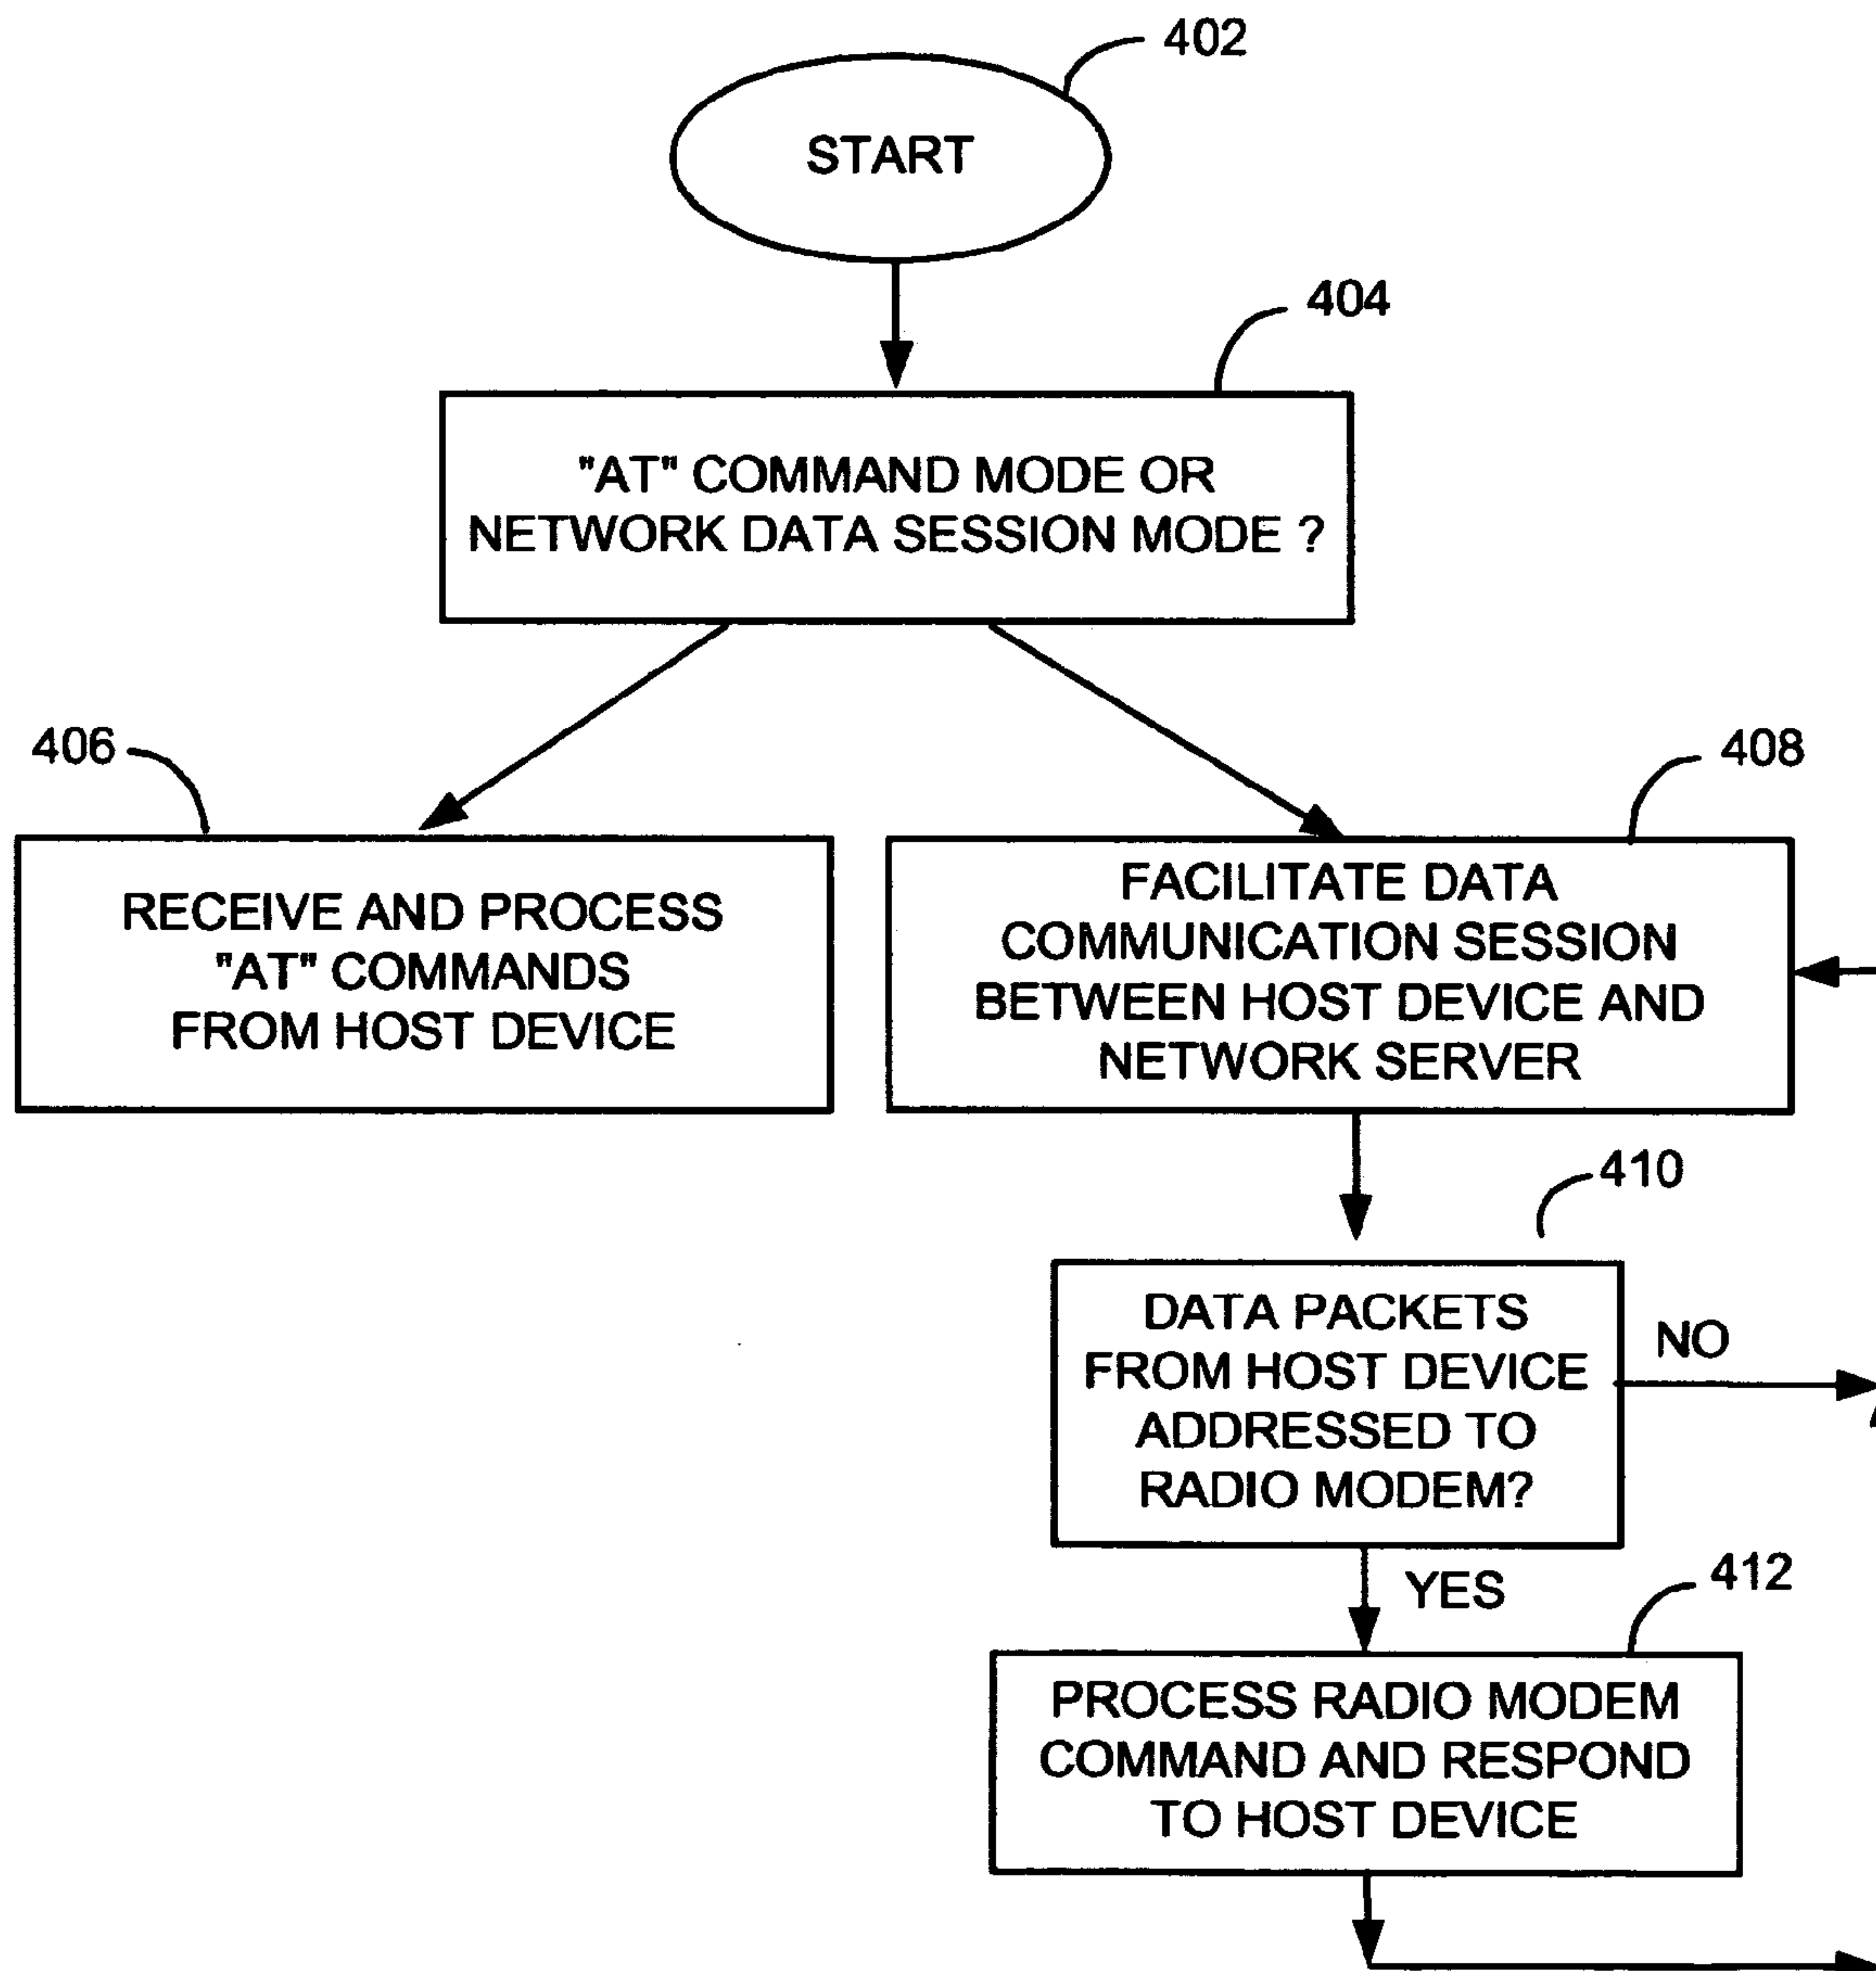 402
START
404
"AT" COMMAND MODE OR
NETWORK DATA SESSION MODE ?
406
408
RECEIVE AND PROCESS
"AT" COMMANDS
FROM HOST DEVICE
FACILITATE DATA
COMMUNICATION SESSION
BETWEEN HOST DEVICE AND
NETWORK SERVER
410
DATA PACKETS
FROM HOST DEVICE
ADDRESSED TO
RADIO MODEM?
NO
YES
412
PROCESS RADIO MODEM
COMMAND AND RESPOND
TO HOST DEVICE